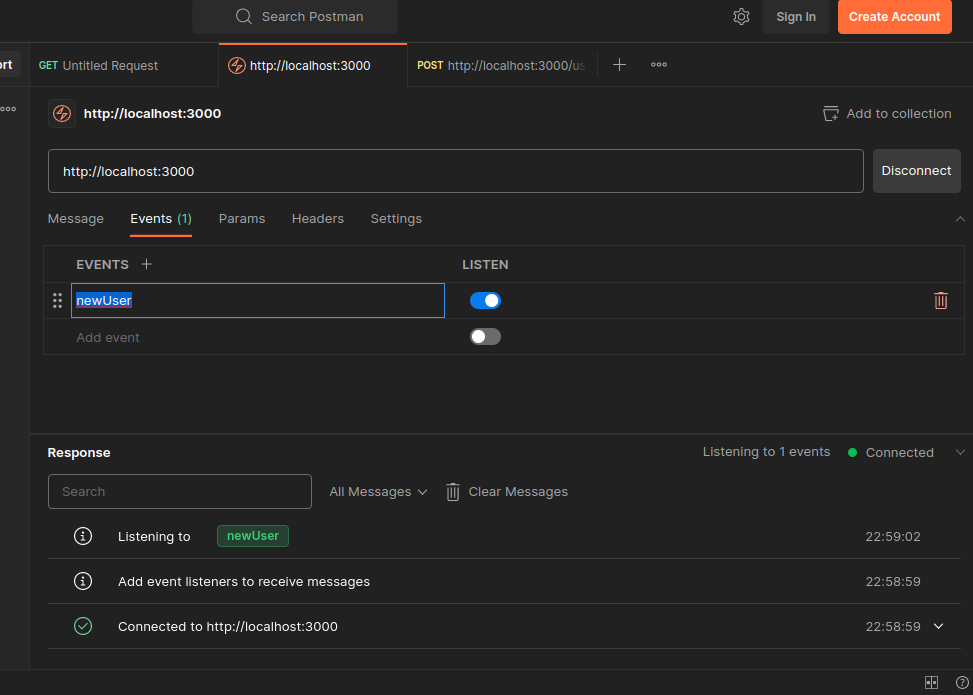 Search Postman
Sign In
Create Account
ort
GET Untitled Request
http://localhost:3000
POST http://localhost:3000/us
http://localhost:3000
Add to collection
http://localhost:3000
Disconnect
Message
Events (1)
Params
Headers
Settings
EVENTS
LISTEN
newUser
Add event
Response
Listening to 1 events
Connected
Search
All Messages
Clear Messages
Listening to newUser 22:59:02
Add event listeners to receive messages 22:58:59
Connected to http://localhost:3000 22:58:59